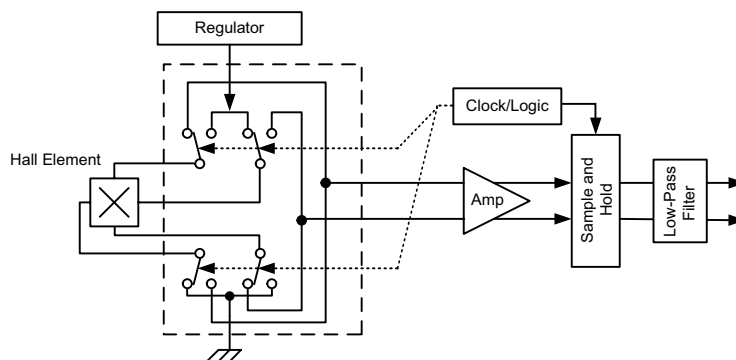 Regulator
Clock/Logic
Hall Element
Amp
Sample and
Hold
Low-Pass
Filter